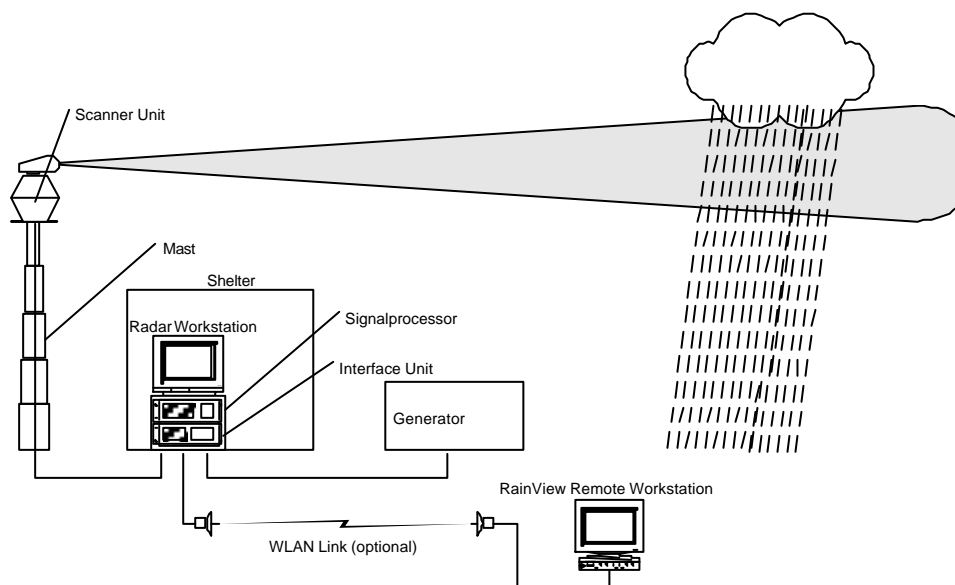 Scanner Unit
Mast
Shelter
Radar Workstation
Signalprocessor
Interface Unit
Generator
RainView Remote Workstation
WLAN Link (optional)